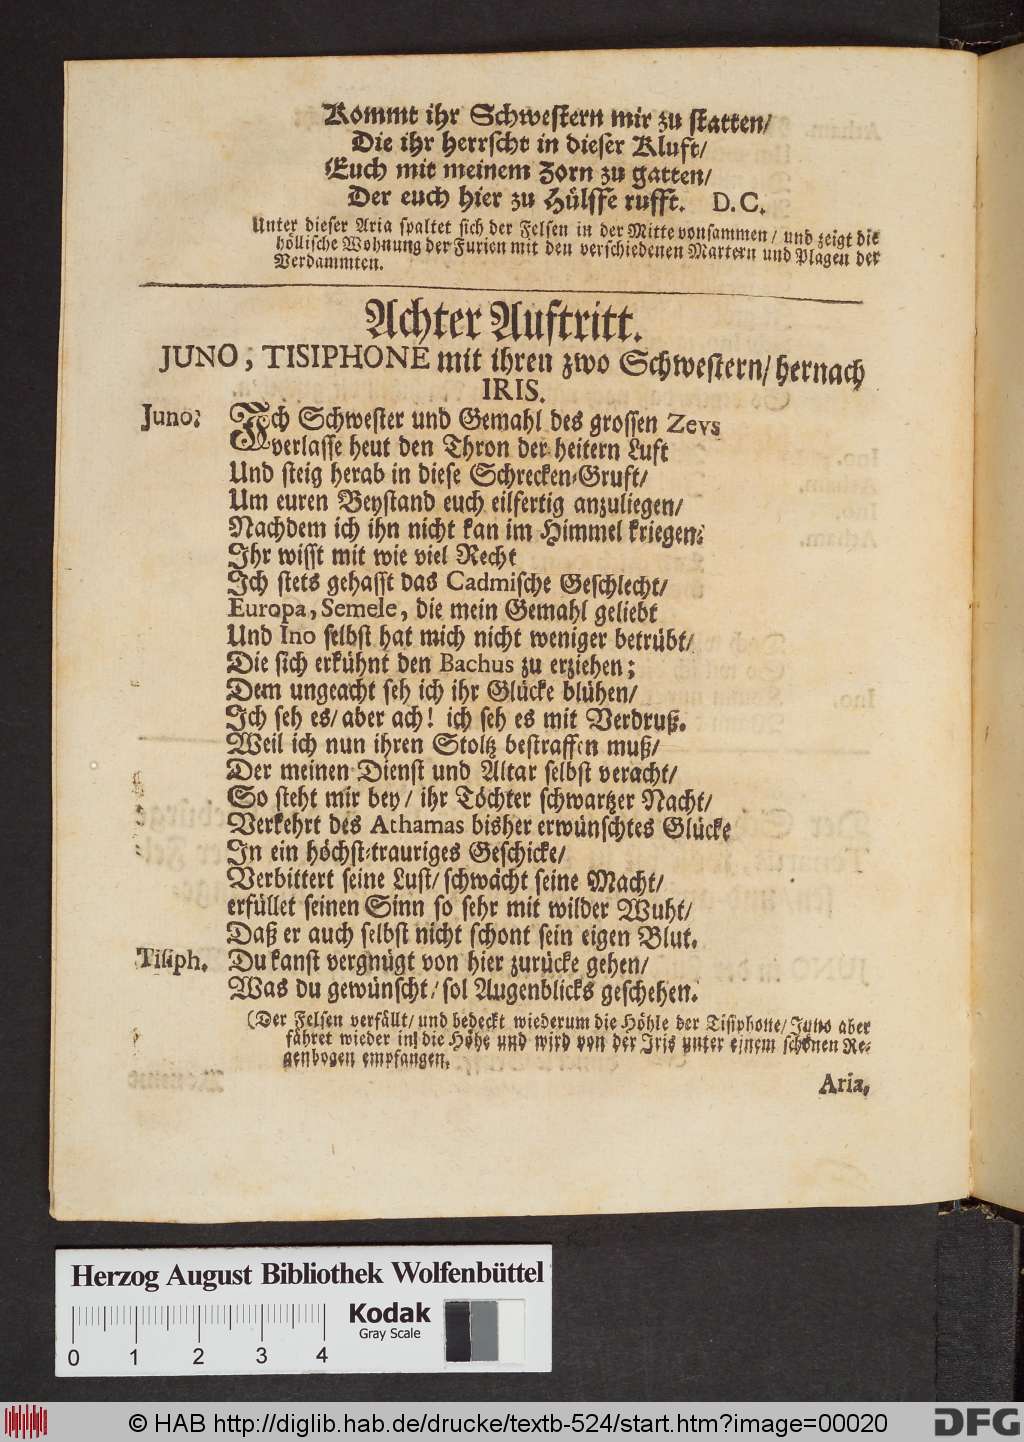 Kommt ihr Schwestern mir zu statten/
Die ihr herrscht in dieser Kluft/
Euch mit meinem Zorn zu gatten/
Der euch hier zu Hülffe rufft. D. C.
Unter dieser Aria spaltet sich der Felsen in der Mitte vonsammen/ und zeigt die
höllische Wohnung der Furien mit den verschiedenen Martern und Plagen der
Verdammten.
Achter Auftritt.
JUNO, TISIPHONE mit ihren zwo Schwestern/ hernach
IRIS.
Juno: Ich Schwester und Gemahl des grossen Zevs
verlasse heut den Thron der heitern Luft
Und steig herab in diese Schrecken-Gruft/
Um euren Beystand euch eilfertig anzuliegen/
Nachdem ich ihn nicht kan im Himmel kriegen:
Ihr wisst mit wie viel Recht
Ich stets gehasst das Cadmische Geschlecht/
Europa, Semele, die mein Gemahl geliebt
Und Ino selbst hat mich nicht weniger betrübt/
Die sich erkühnt den Bachus zu erziehen;
Dem ungeacht seh ich ihr Glücke blühen/
Ich seh es/ aber ach! ich seh es mit Verdruß.
Weil ich nun ihren Stoltz bestraffen muß/
Der meinen Dienst und Altar selbst veracht/
So steht mir bey/ ihr Töchter schwartzer Nacht/
Verkehrt des Athamas bisher erwünschtes Glücke
In ein höchst-trauriges Geschicke/
Verbittert seine Lust/ schwächt seine Macht/
erfüllet seinen Sinn so sehr mit wilder Wuht/
Daß er auch selbst nicht schont sein eigen Blut.
Tisiph. Du kanst vergnügt von hier zurücke gehen/
Was du gewünscht/ sol Augenblicks geschehen.
(Der Felsen verfällt/ und bedeckt wiederum die Höhle der Tisiphone/ Juno aber
fähret wieder in die Höhe und wird von der Iris unter einem schönen Re-
genbogen empfangen.
Aria.
Herzog August Bibliothek Wolfenbüttel
Kodak
Gray Scale
0 1 2 3 4
© HAB http://diglib.hab.de/drucke/textb-524/start.htm?image=00020
DFG